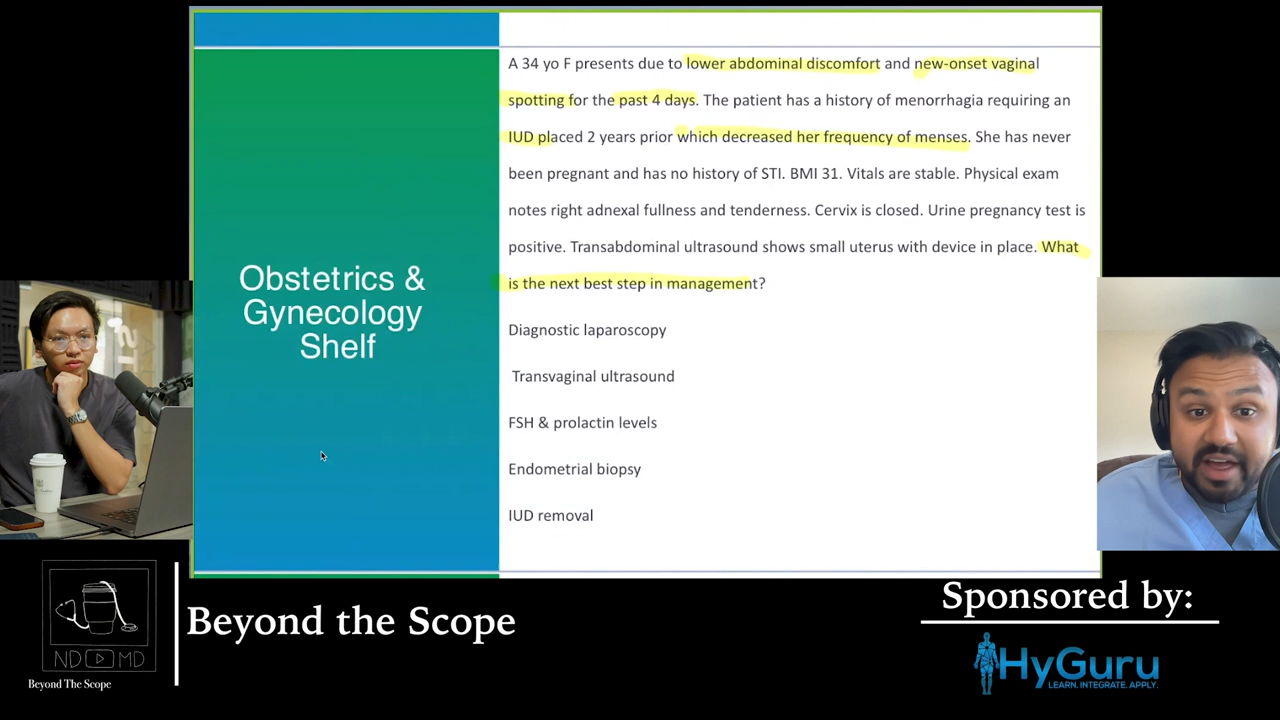 Obstetrics &
Gynecology
Shelf
A 34 yo F presents due to lower abdominal discomfort and new-onset vaginal
spotting for the past 4 days. The patient has a history of menorrhagia requiring an
IUD placed 2 years prior which decreased her frequency of menses. She has never
been pregnant and has no history of STI. BMI 31. Vitals are stable. Physical exam
notes right adnexal fullness and tenderness. Cervix is closed. Urine pregnancy test is
positive. Transabdominal ultrasound shows small uterus with device in place. What
is the next best step in management?
Diagnostic laparoscopy
Transvaginal ultrasound
FSH & prolactin levels
Endometrial biopsy
IUD removal
ND MD
Beyond The Scope
Beyond the Scope
Sponsored by:
HyGuru
LEARN. INTEGRATE. APPLY.